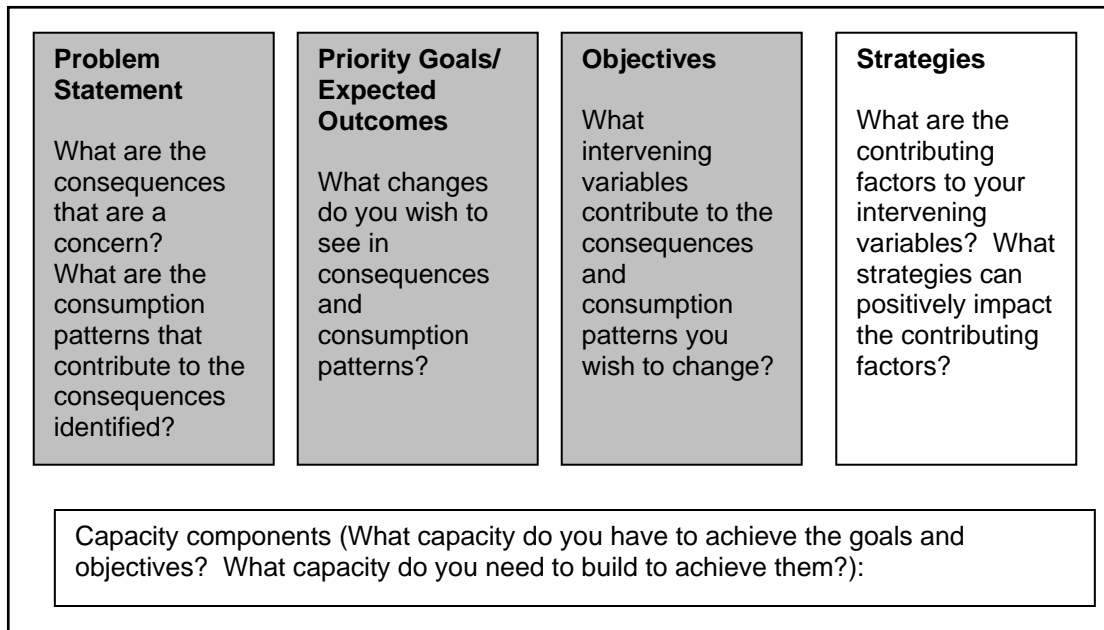 Problem
Statement
What are the
consequences
that are a
concern?
What are the
consumption
patterns that
contribute to the
consequences
identified?
Priority Goals/
Expected
Outcomes
What changes
do you wish to
see in
consequences
and
consumption
patterns?
Objectives
What
intervening
variables
contribute to the
consequences
and
consumption
patterns you
wish to change?
Strategies
What are the
contributing
factors to your
intervening
variables?  What
strategies can
positively impact
the contributing
factors?
Capacity components (What capacity do you have to achieve the goals and
objectives?  What capacity do you need to build to achieve them?):